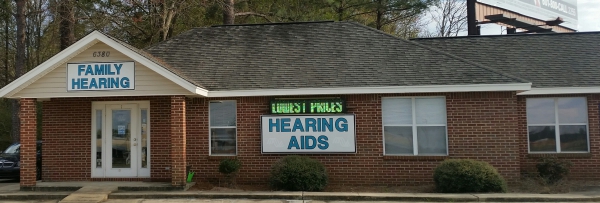 6380
FAMILY
HEARING
LOWEST PRICES
HEARING
AIDS